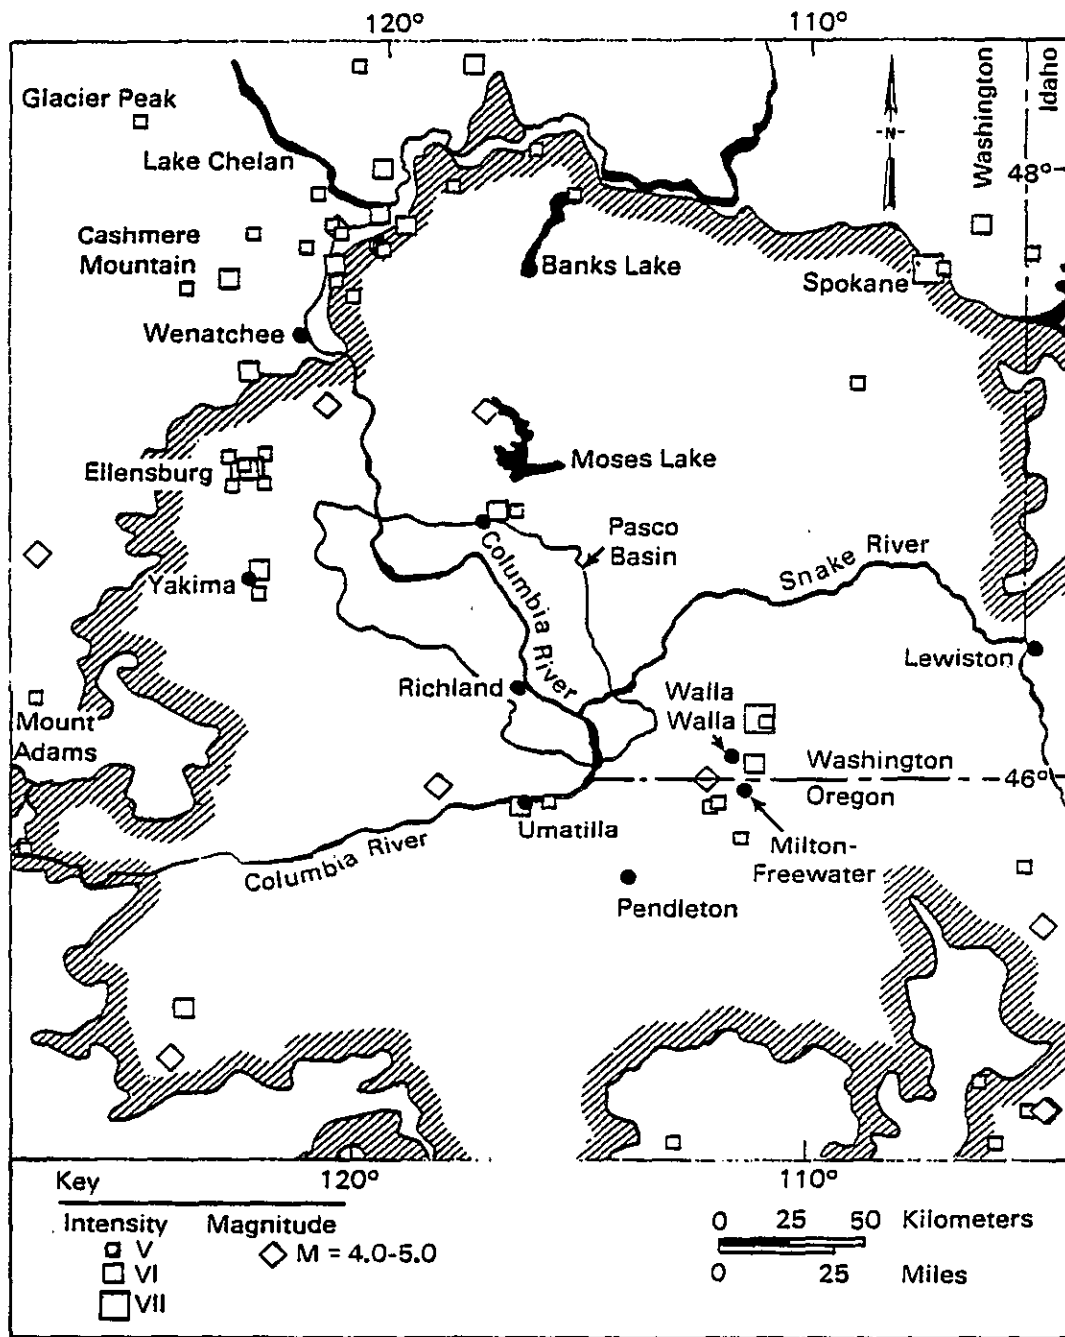 120° 110°
Glacier Peak
Lake Chelan
Washington
Idaho
-N-
48°
Cashmere
Mountain
Banks Lake
Spokane
Wenatchee
Ellensburg
Moses Lake
Pasco
Basin
Columbia River
Snake River
Yakima
Richland
Lewiston
Walla
Walla
Mount
Adams
Washington
46°
Oregon
Umatilla
Columbia River
Milton-
Freewater
Pendleton
120° 110°
Key
Intensity Magnitude
V M = 4.0-5.0
VI
VII
0 25 50 Kilometers
0 25 Miles